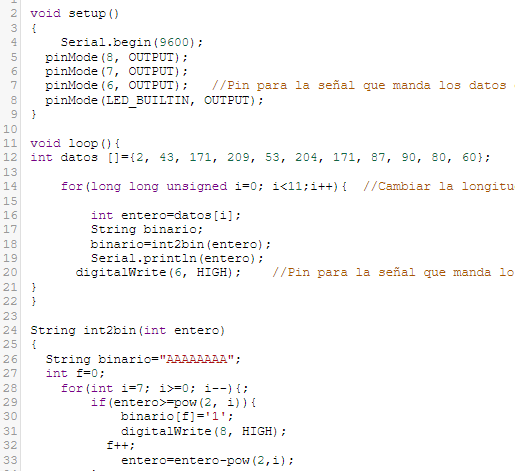 1
2 void setup()
3 {
4 Serial.begin(9600);
5 pinMode(8, OUTPUT);
6 pinMode(7, OUTPUT);
7 pinMode(6, OUTPUT); //Pin para la señal que manda los datos
8 pinMode(LED_BUILTIN, OUTPUT);
9 }
10
11 void loop(){
12 int datos []={2, 43, 171, 209, 53, 204, 171, 87, 90, 80, 60};
13
14 for(long long unsigned i=0; i<11;i++){ //Cambiar la longitu
15
16 int entero=datos[i];
17 String binario;
18 binario=int2bin(entero);
19 Serial.println(entero);
20 digitalWrite(6, HIGH); //Pin para la señal que manda lo
21 }
22 }
23
24 String int2bin(int entero)
25 {
26 String binario="AAAAAAAA";
27 int f=0;
28 for(int i=7; i>=0; i--){;
29 if(entero>=pow(2, i)){
30 binario[f]='1';
31 digitalWrite(8, HIGH);
32 f++;
33 entero=entero-pow(2,i);